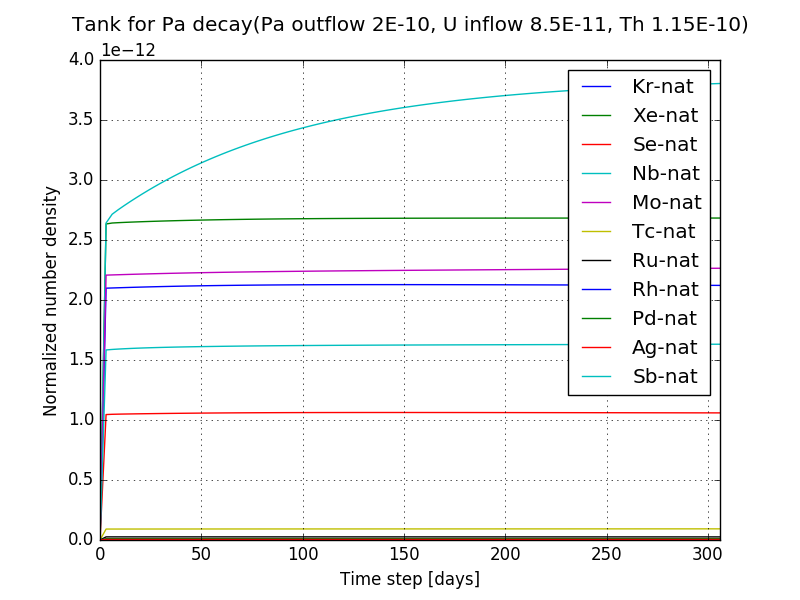 Tank for Pa decay(Pa outflow 2E-10, U inflow 8.5E-11, Th 1.15E-10)
1e−12
4.0
3.5
3.0
2.5
2.0
1.5
1.0
0.5
0.0
Normalized number density
Kr-nat
Xe-nat
Se-nat
Nb-nat
Mo-nat
Tc-nat
Ru-nat
Rh-nat
Pd-nat
Ag-nat
Sb-nat
0 50 100 150 200 250 300
Time step [days]